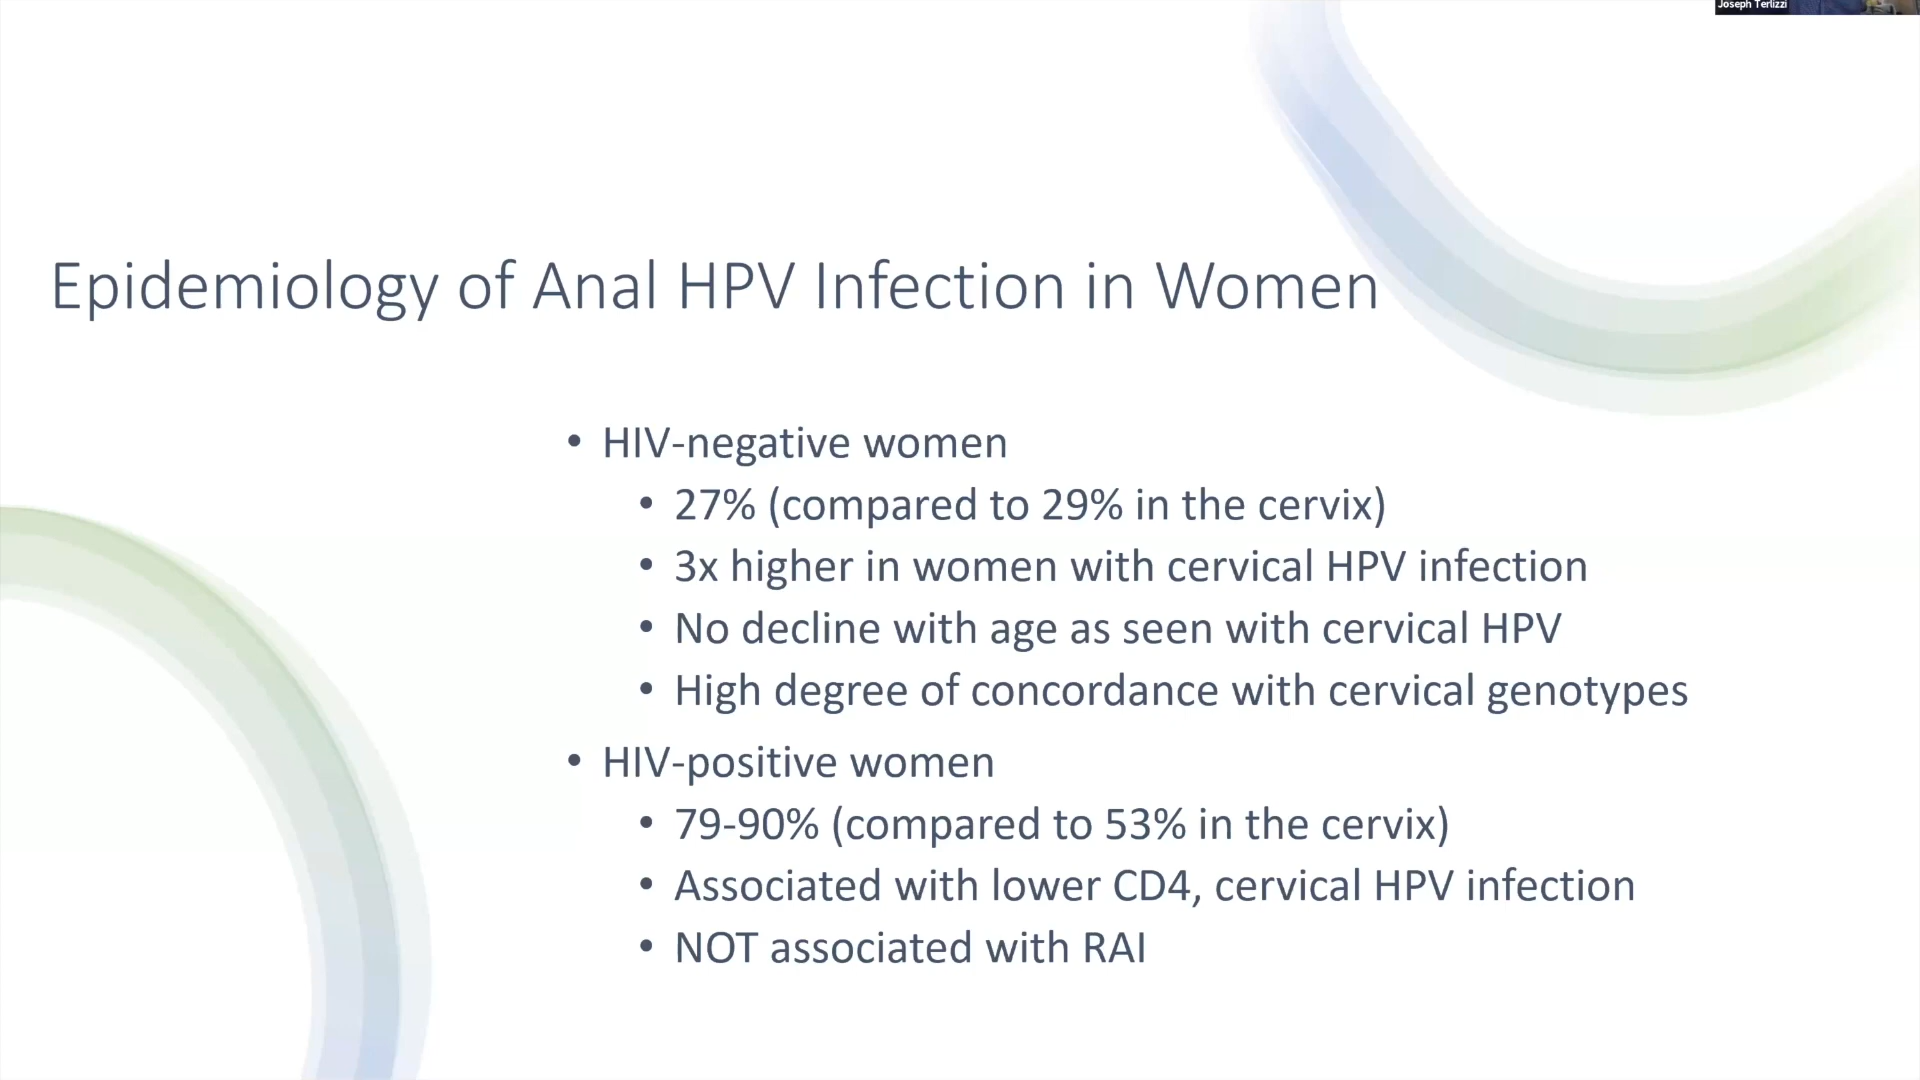 Joseph Terlizzi
Epidemiology of Anal HPV Infection in Women
• HIV-negative women
• 27% (compared to 29% in the cervix)
• 3x higher in women with cervical HPV infection
• No decline with age as seen with cervical HPV
• High degree of concordance with cervical genotypes
• HIV-positive women
• 79-90% (compared to 53% in the cervix)
• Associated with lower CD4, cervical HPV infection
• NOT associated with RAI